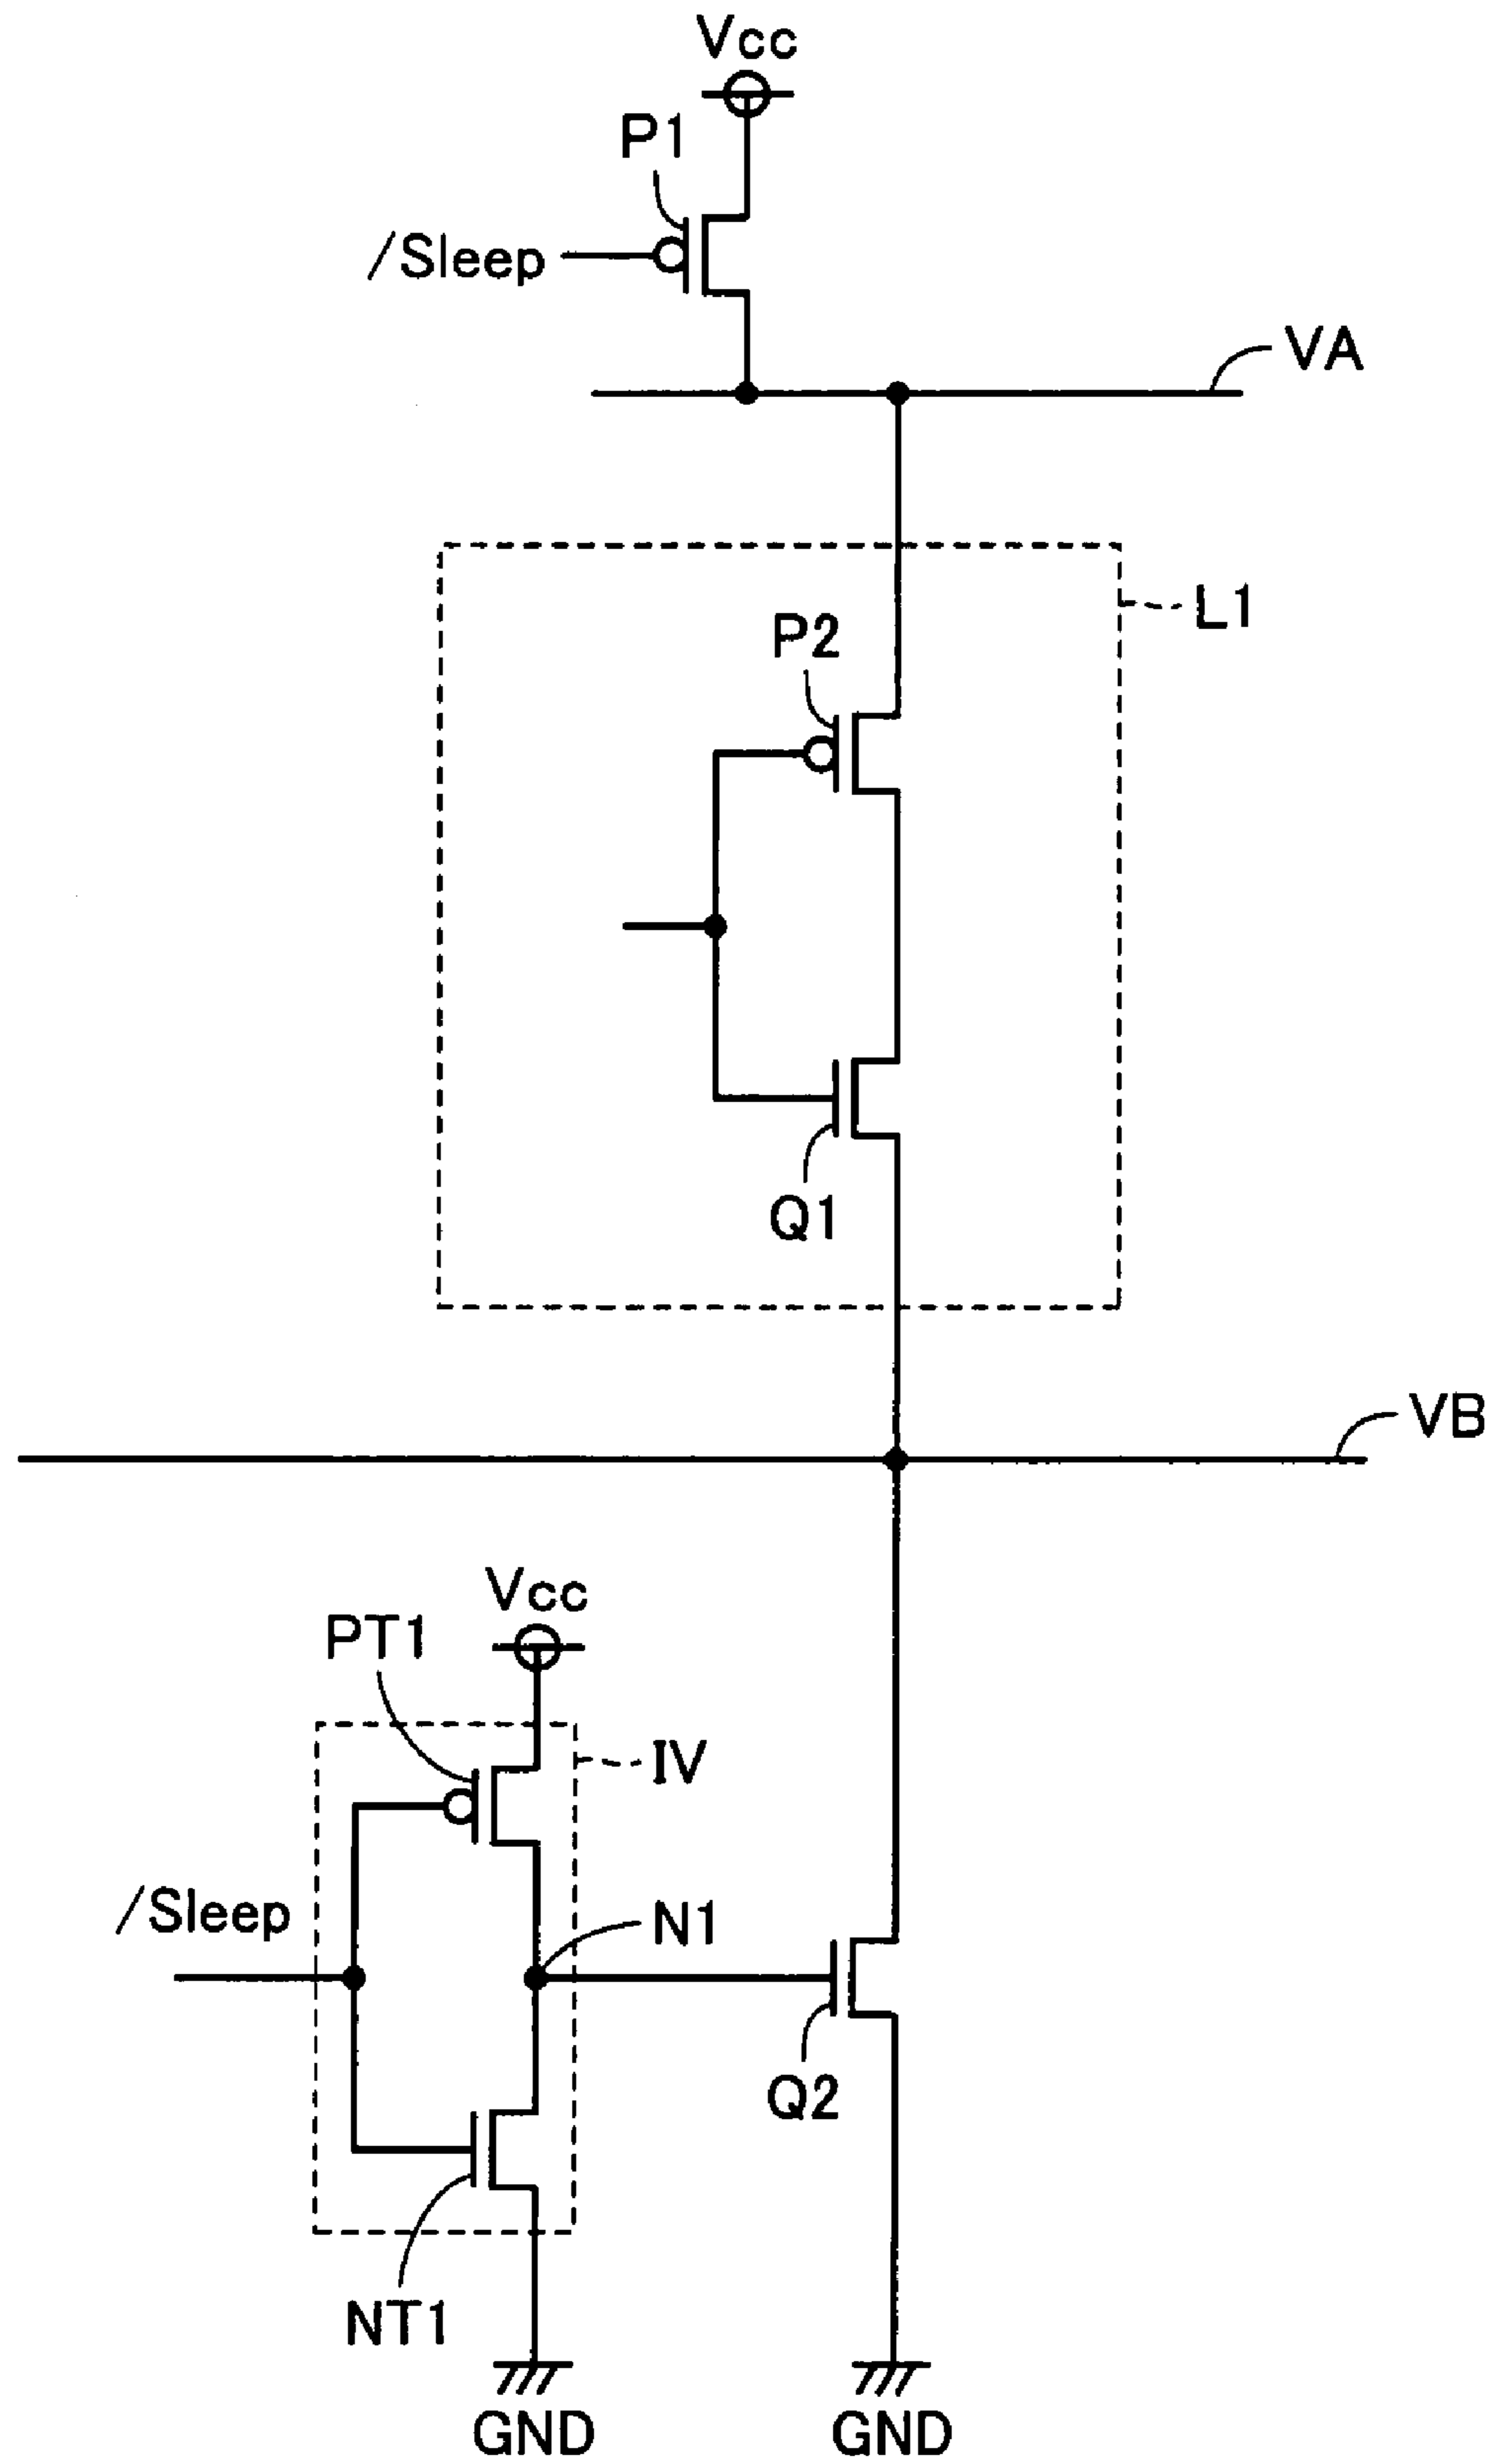 Vcc
P1
/Sleep
VA
L1
P2
Q1
VB
Vcc
PT1
IV
/Sleep
N1
Q2
NT1
GND
GND